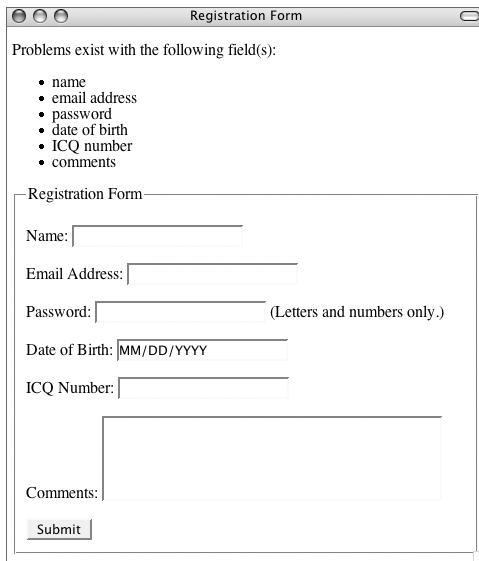 Registration Form
Problems exist with the following field(s):
• name
• email address
• password
• date of birth
• ICQ number
• comments
Registration Form
Name:
Email Address:
Password: (Letters and numbers only.)
Date of Birth: MM/DD/YYYY
ICQ Number:
Comments:
Submit